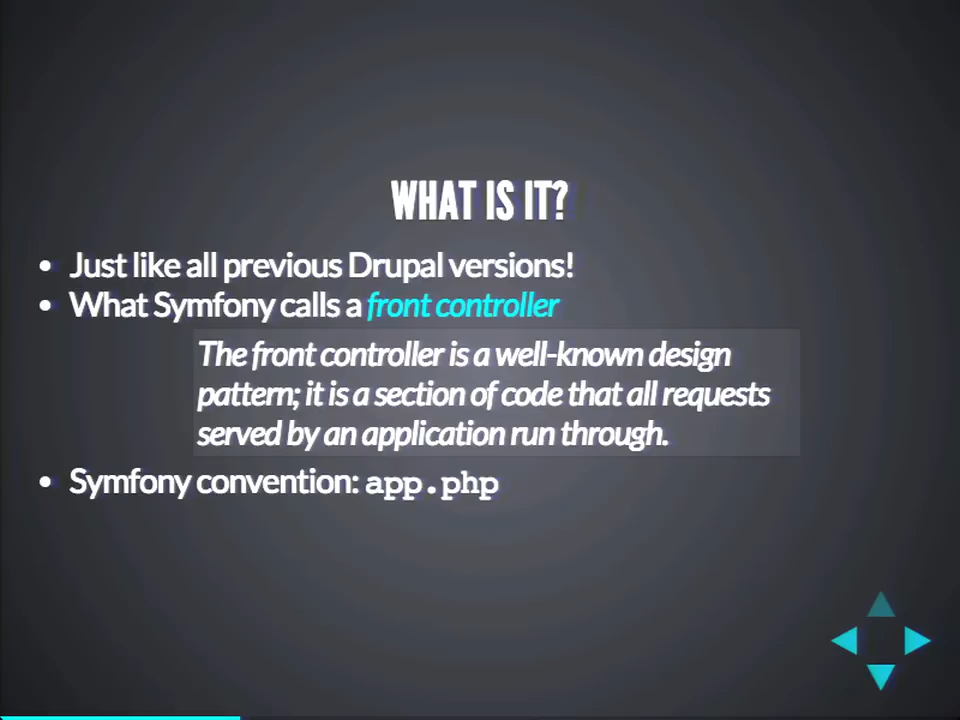 WHAT IS IT?
• Just like all previous Drupal versions!
• What Symfony calls a front controller
The front controller is a well-known design
pattern; it is a section of code that all requests
served by an application run through.
• Symfony convention: app.php